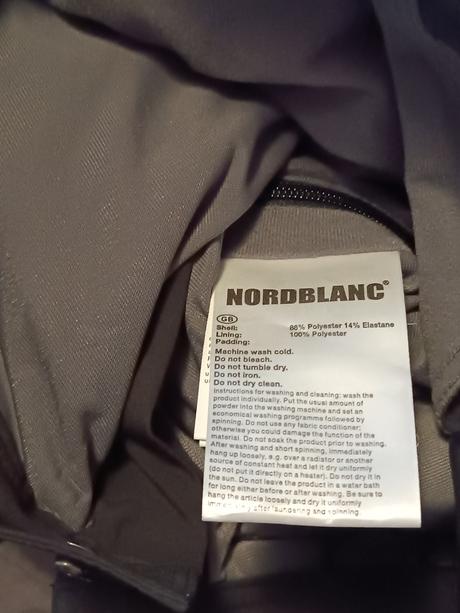 NORDBLANC®
GB
Shell: 86% Polyester 14% Elastane
Lining: 100% Polyester
Padding:
Machine wash cold.
Do not bleach.
Do not tumble dry.
Do not iron.
Do not dry clean.
Instructions for washing and cleaning: wash the
product individually. Put the usual amount of
powder into the washing machine and set an
economical washing programme followed by
spinning. Do not use any fabric conditioner;
otherwise you could damage the function of the
material. Do not soak the product prior to washing.
After washing and short spinning, immediately
hang up loosely, e.g. over a radiator or another
source of constant heat and let it dry uniformly
(do not put it directly on a heater). Do not dry it in
the sun. Do not leave the product in a water bath
for long either before or after washing. Be sure to
hang the article loosely and dry it uniformly
immediately after laundering and spinning.